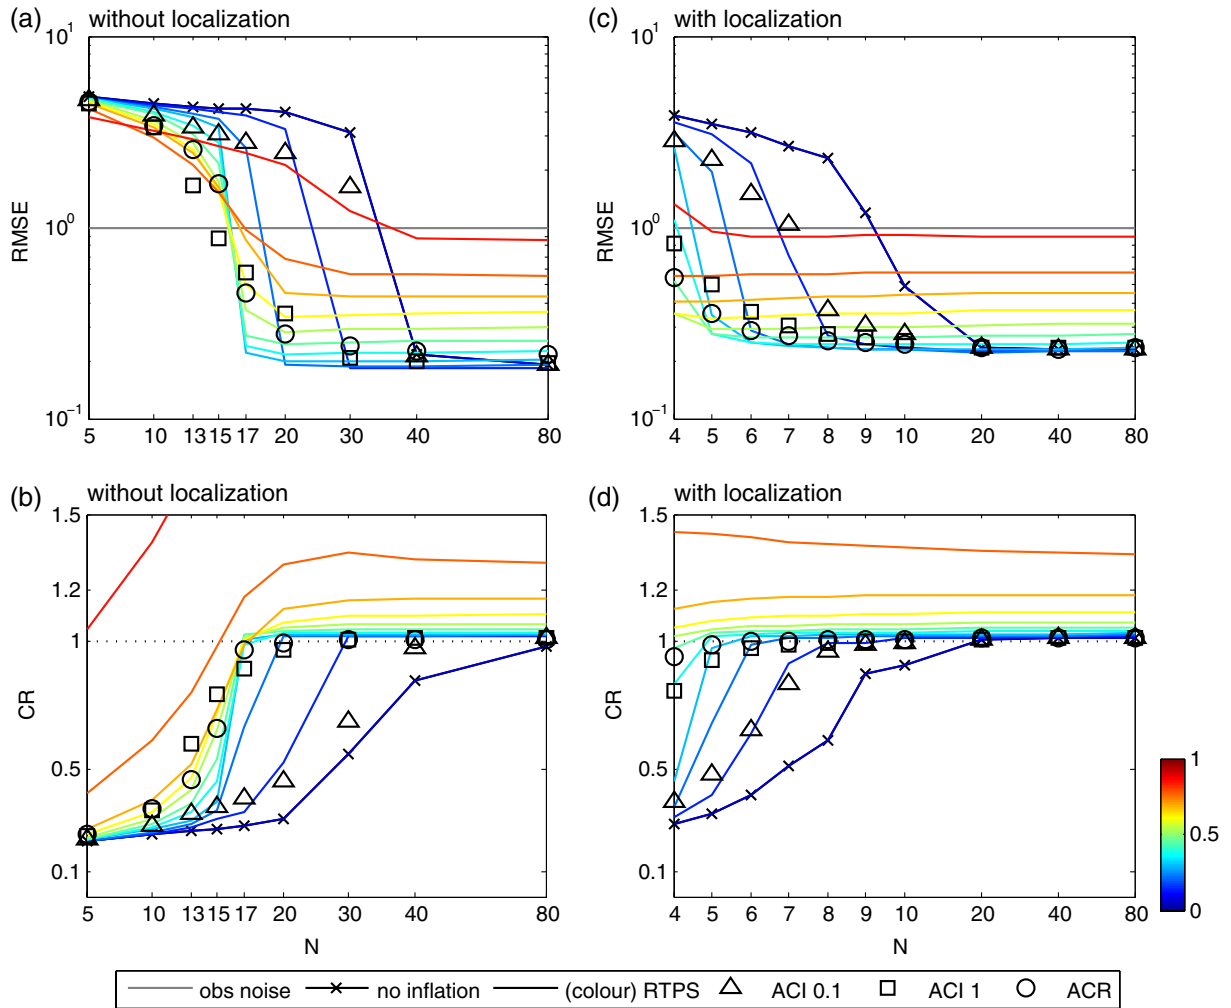 (a) without localization
10^1
10^0
10^-1
RMSE
5 10 13 15 17 20 30 40 80
(c) with localization
10^1
10^0
10^-1
RMSE
4 5 6 7 8 9 10 20 40 80
(b) without localization
1.5
1.2
1
0.5
0.1
CR
5 10 13 15 17 20 30 40 80
N
(d) with localization
1.5
1.2
1
0.5
0.1
CR
4 5 6 7 8 9 10 20 40 80
N
1
0.5
0
obs noise no inflation (colour) RTPS ACI 0.1 ACI 1 ACR